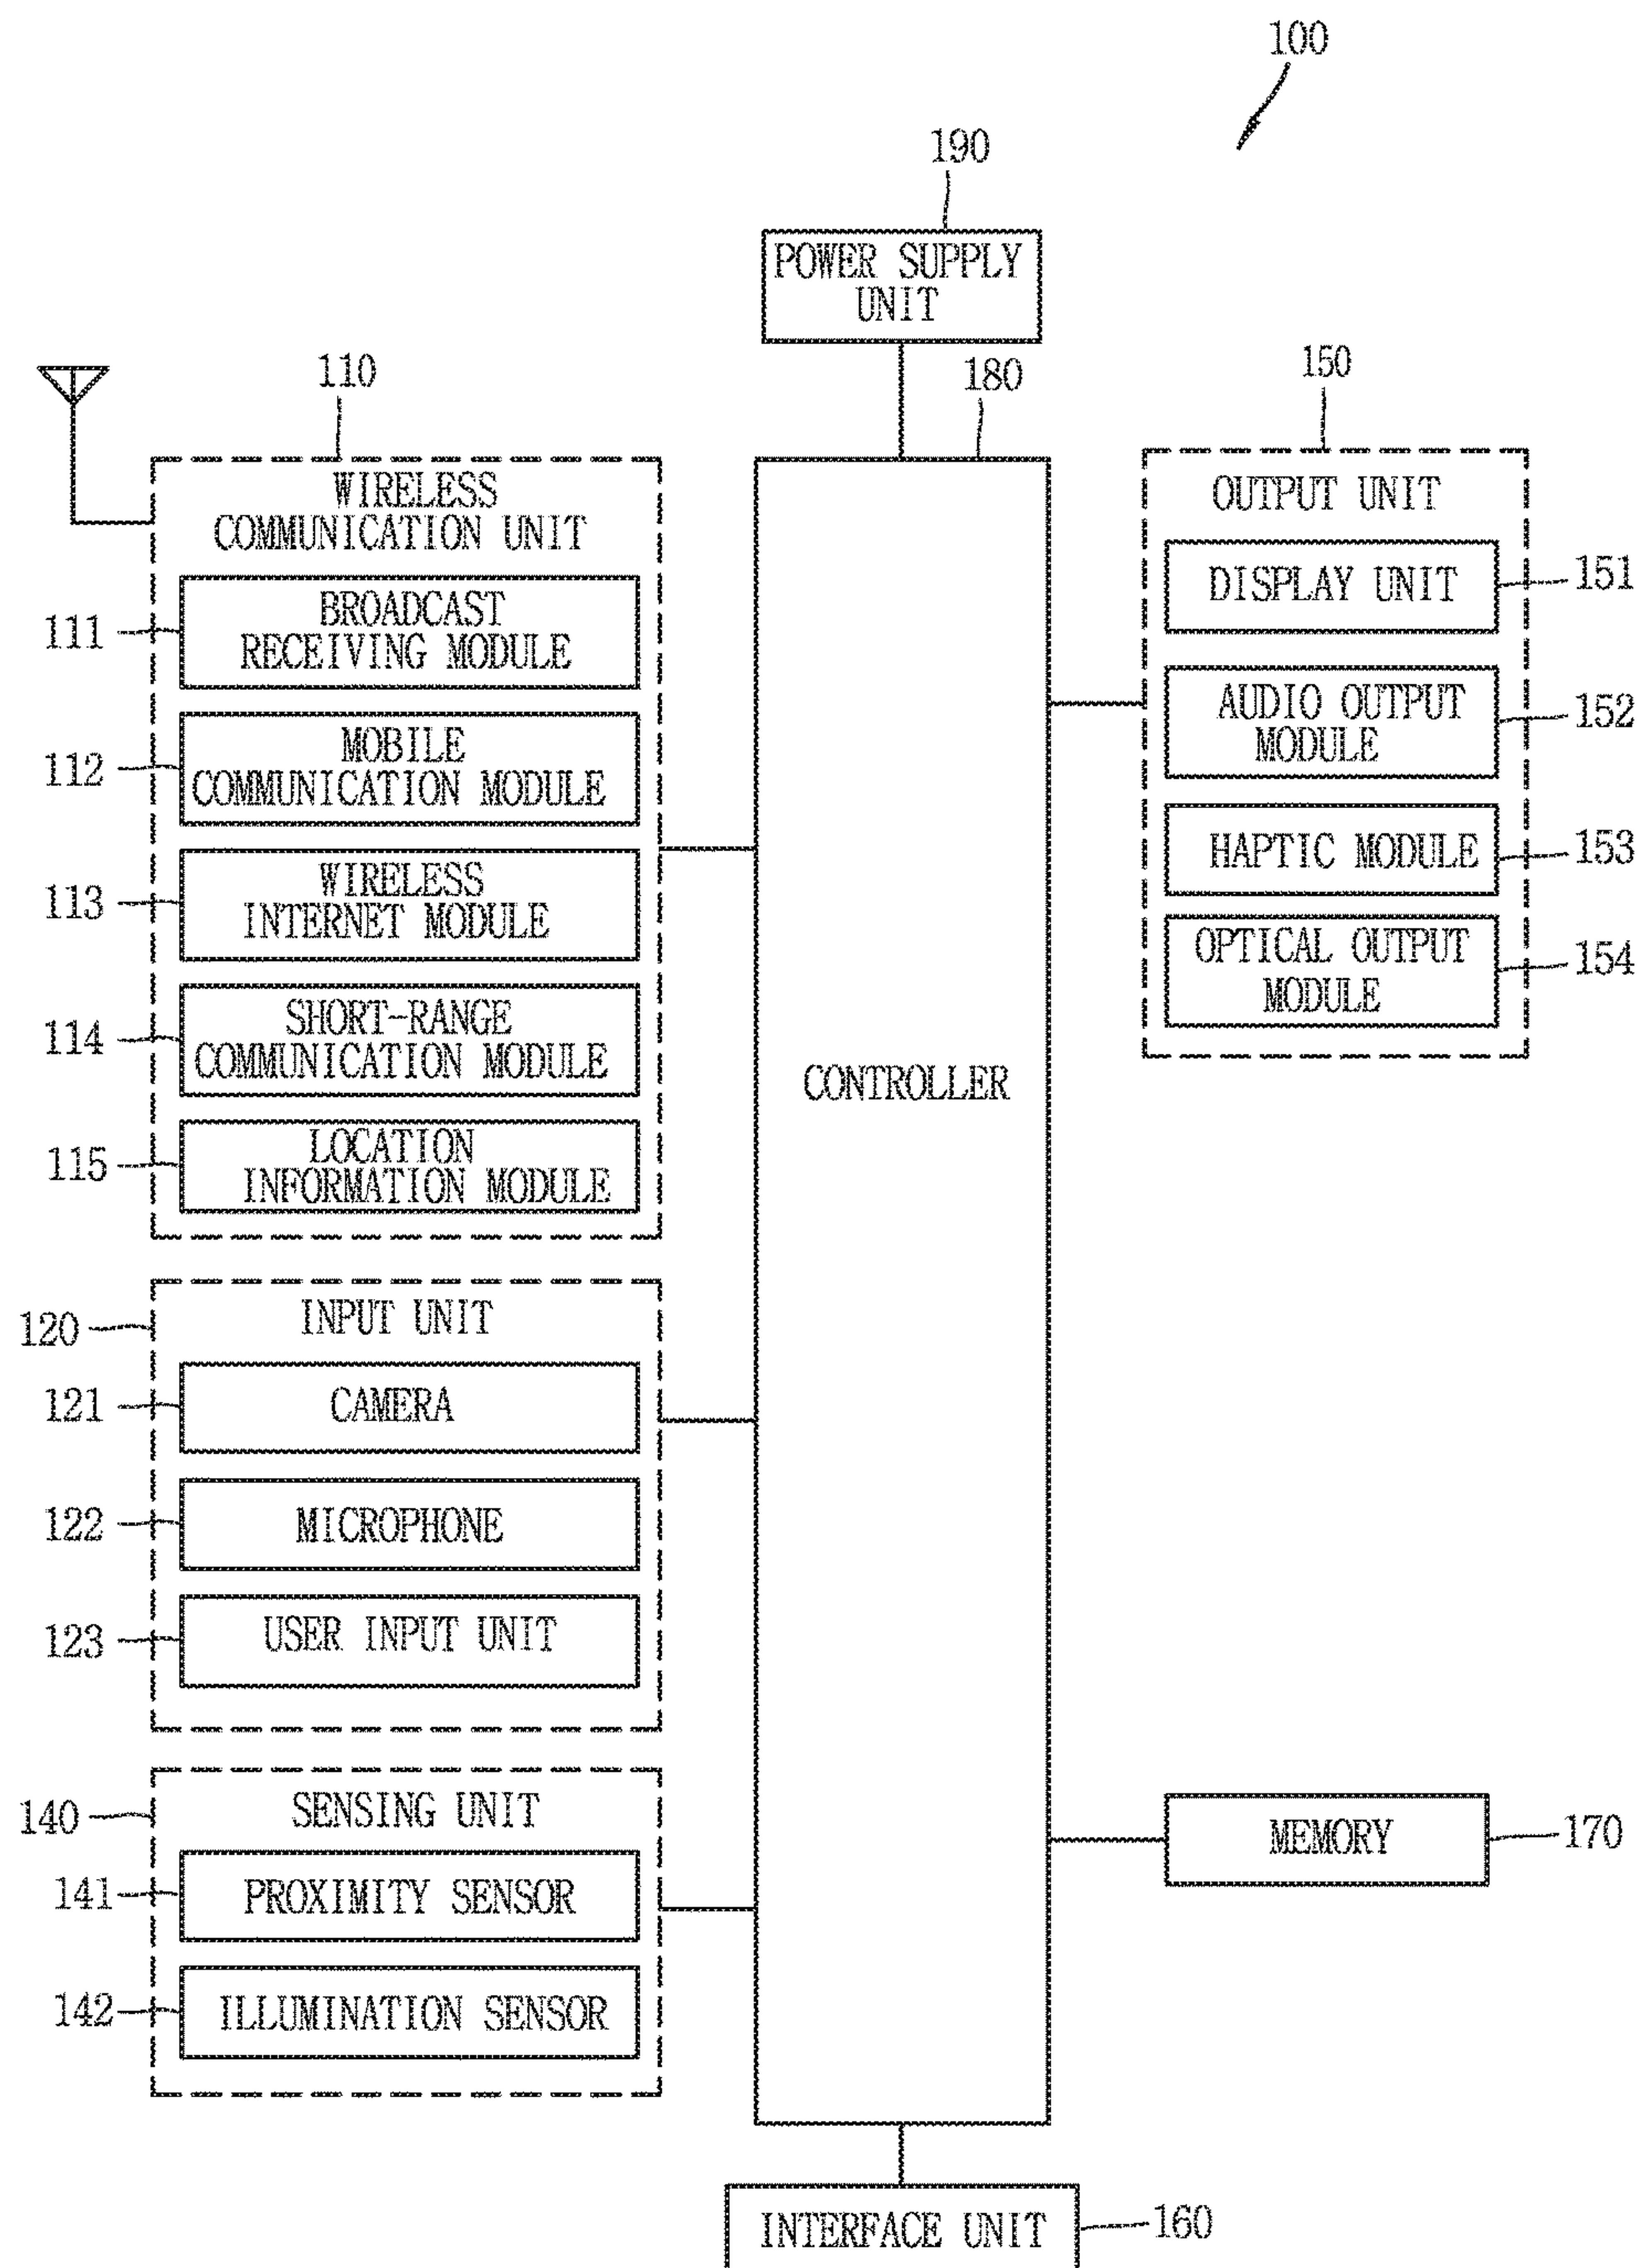 100
190
POWER SUPPLY
UNIT
110
180
150
WIRELESS
COMMUNICATION UNIT
111
BROADCAST
RECEIVING MODULE
112
MOBILE
COMMUNICATION MODULE
113
WIRELESS
INTERNET MODULE
114
SHORT-RANGE
COMMUNICATION MODULE
115
LOCATION
INFORMATION MODULE
120
INPUT UNIT
121
CAMERA
122
MICROPHONE
123
USER INPUT UNIT
140
SENSING UNIT
141
PROXIMITY SENSOR
142
ILLUMINATION SENSOR
CONTROLLER
OUTPUT UNIT
DISPLAY UNIT
151
AUDIO OUTPUT
MODULE
152
HAPTIC MODULE
153
OPTICAL OUTPUT
MODULE
154
MEMORY
170
INTERFACE UNIT
160